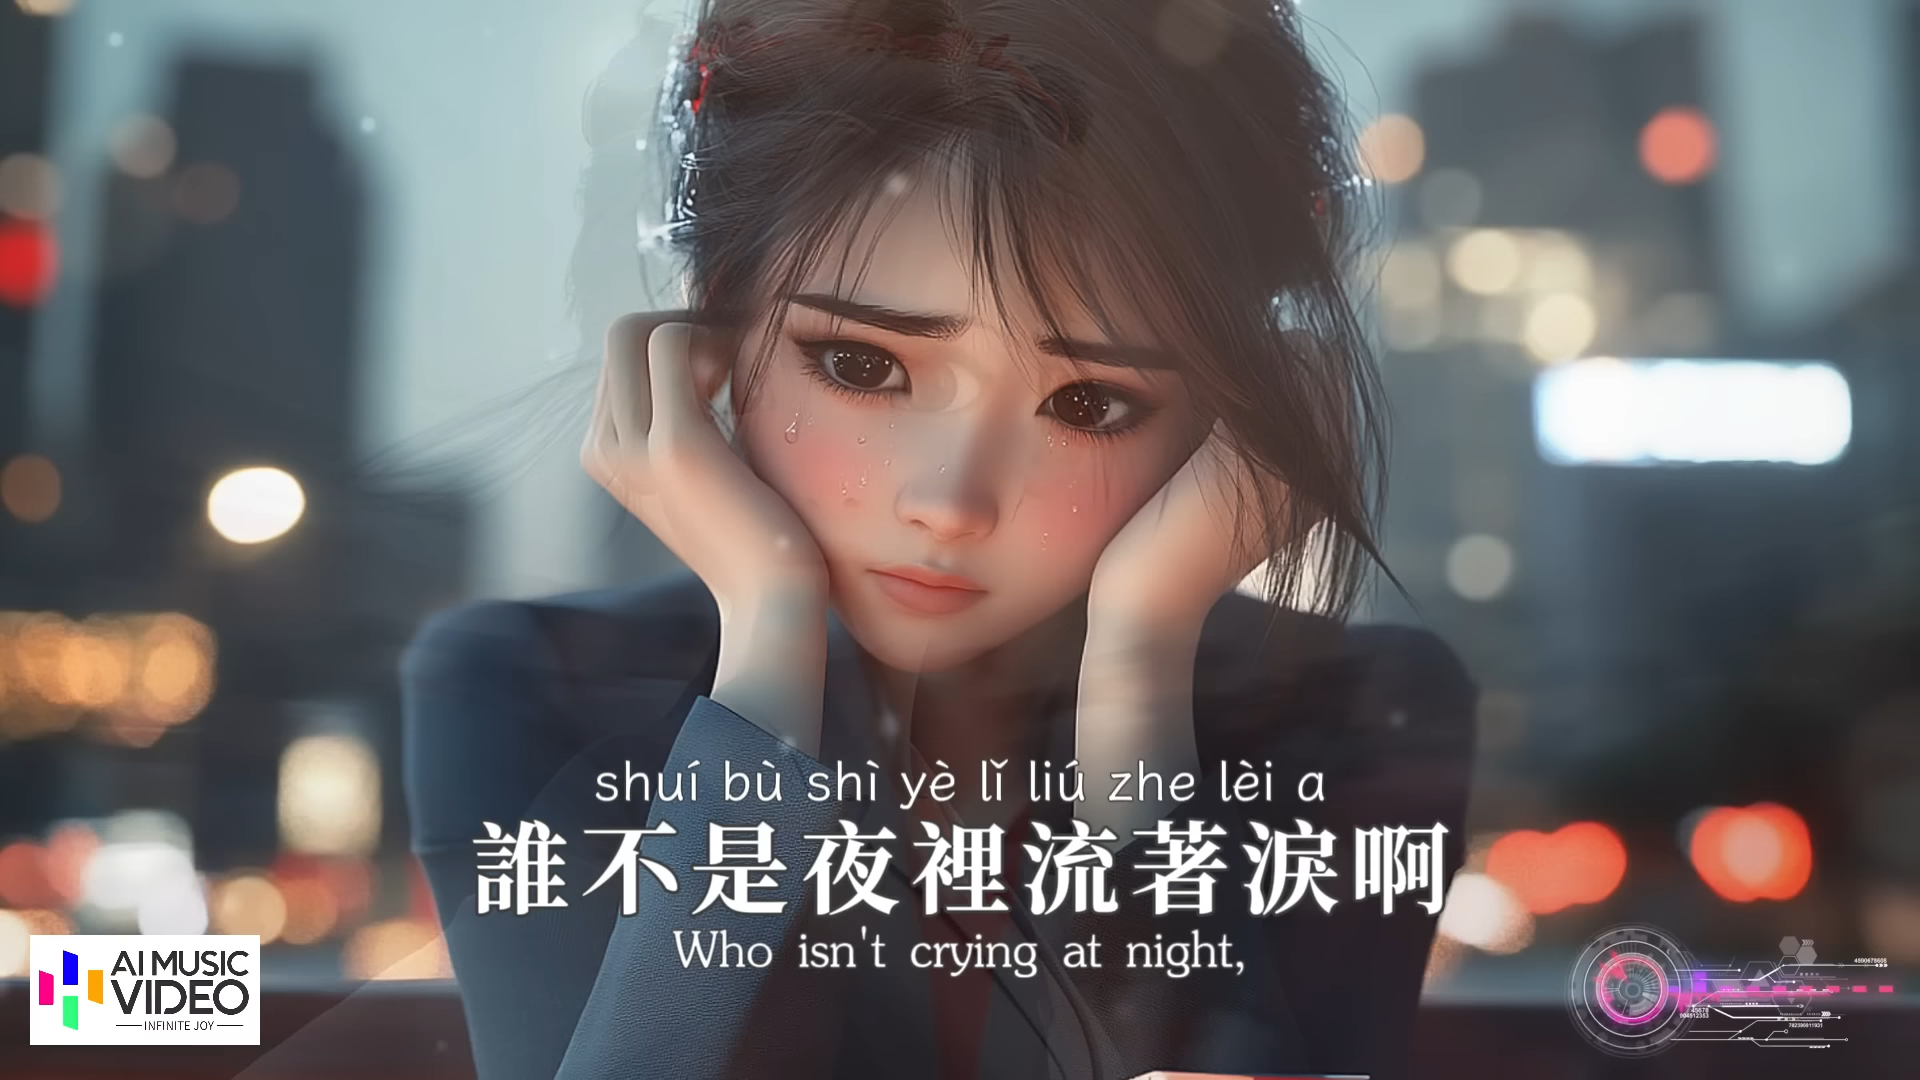 shuí bù shì yè lǐ liú zhe lèi a
誰不是夜裡流著淚啊
Who isn't crying at night,
AI MUSIC
VIDEO
INFINITE JOY